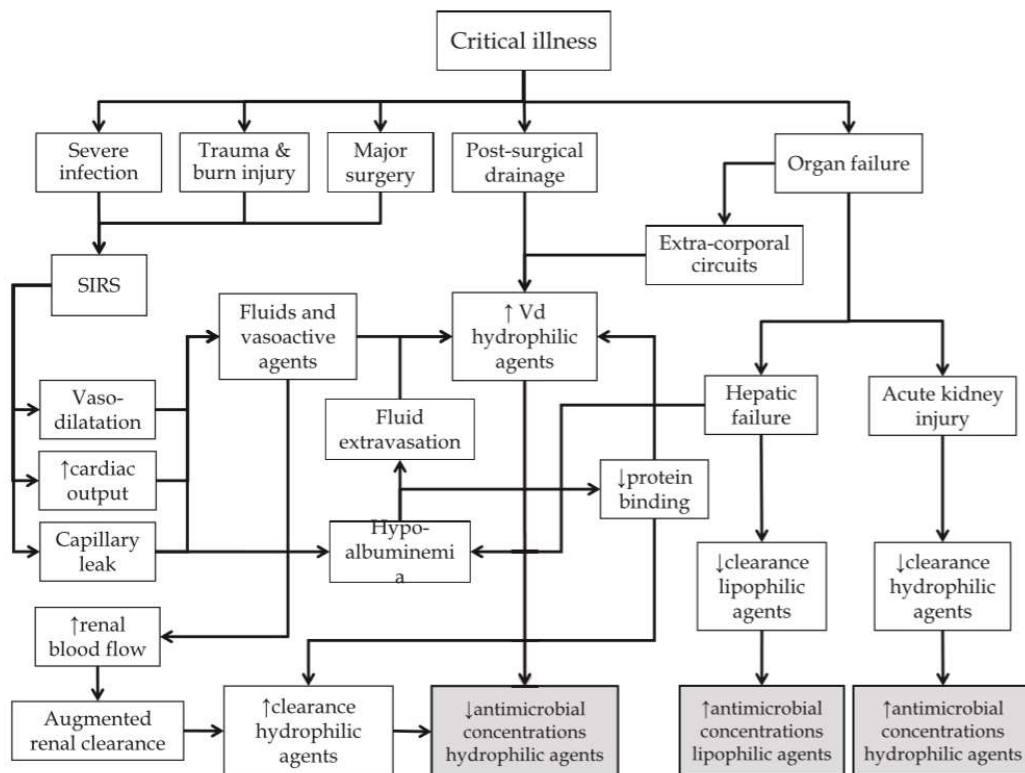 Critical illness
Severe
infection
Trauma &
burn injury
Major
surgery
Post-surgical
drainage
Organ failure
Extra-corporal
circuits
SIRS
Fluids and
vasoactive
agents
↑ Vd
hydrophilic
agents
Vaso-
dilatation
Fluid
extravasation
Hepatic
failure
Acute kidney
injury
↑cardiac
output
↓protein
binding
Capillary
leak
Hypo-
albuminemi
a
↓clearance
lipophilic
agents
↓clearance
hydrophilic
agents
↑renal
blood flow
Augmented
renal clearance
↑clearance
hydrophilic
agents
↓antimicrobial
concentrations
hydrophilic agents
↑antimicrobial
concentrations
lipophilic agents
↑antimicrobial
concentrations
hydrophilic agents